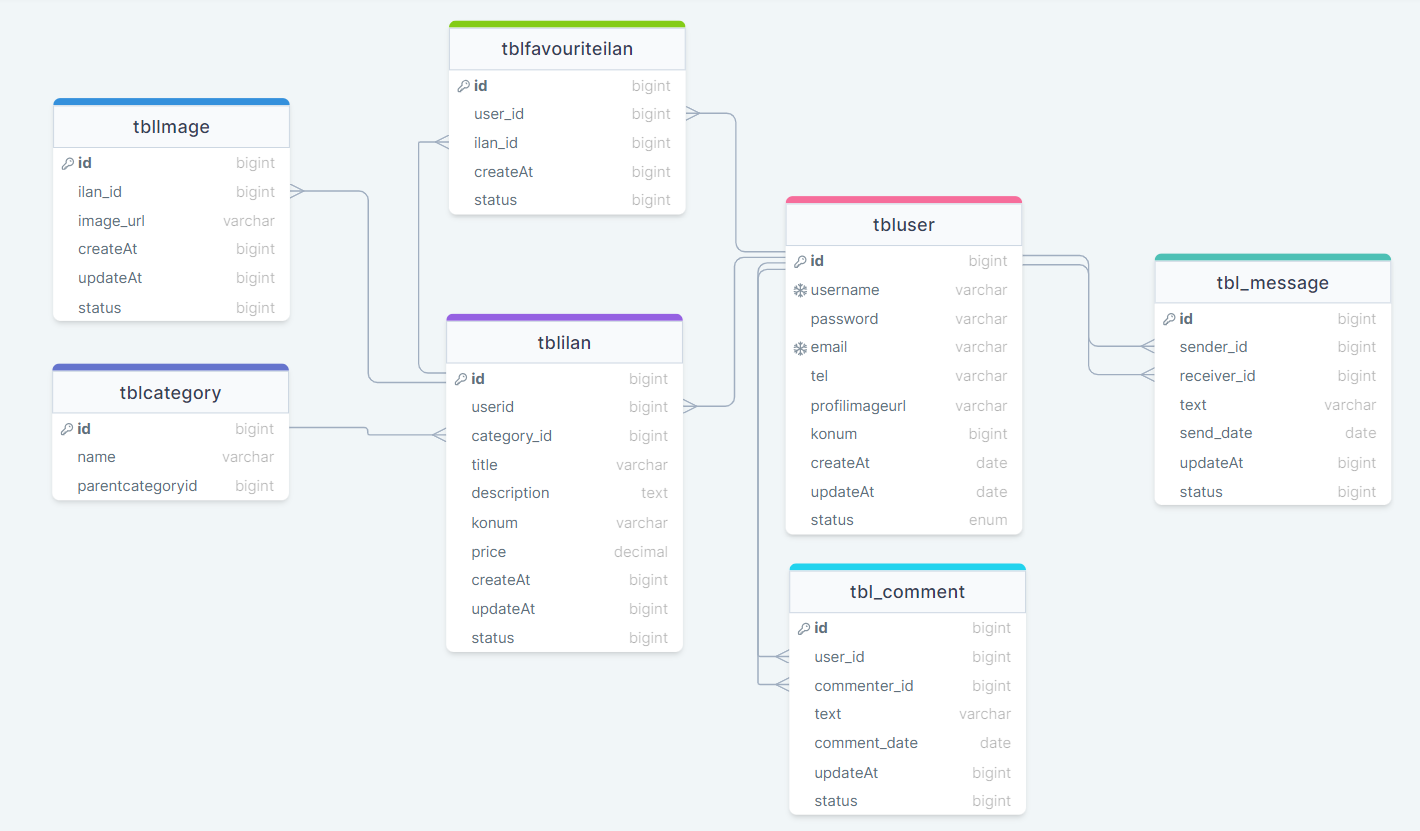 tblfavouriteilan
id bigint
user_id bigint
ilan_id bigint
createAt bigint
status bigint
tblImage
id bigint
ilan_id bigint
image_url varchar
createAt bigint
updateAt bigint
status bigint
tblcategory
id bigint
name varchar
parentcategoryid bigint
tblilan
id bigint
userid bigint
category_id bigint
title varchar
description text
konum varchar
price decimal
createAt bigint
updateAt bigint
status bigint
tbluser
id bigint
username varchar
password varchar
email varchar
tel varchar
profilimageurl varchar
konum bigint
createAt date
updateAt date
status enum
tbl_message
id bigint
sender_id bigint
receiver_id bigint
text varchar
send_date date
updateAt bigint
status bigint
tbl_comment
id bigint
user_id bigint
commenter_id bigint
text varchar
comment_date date
updateAt bigint
status bigint